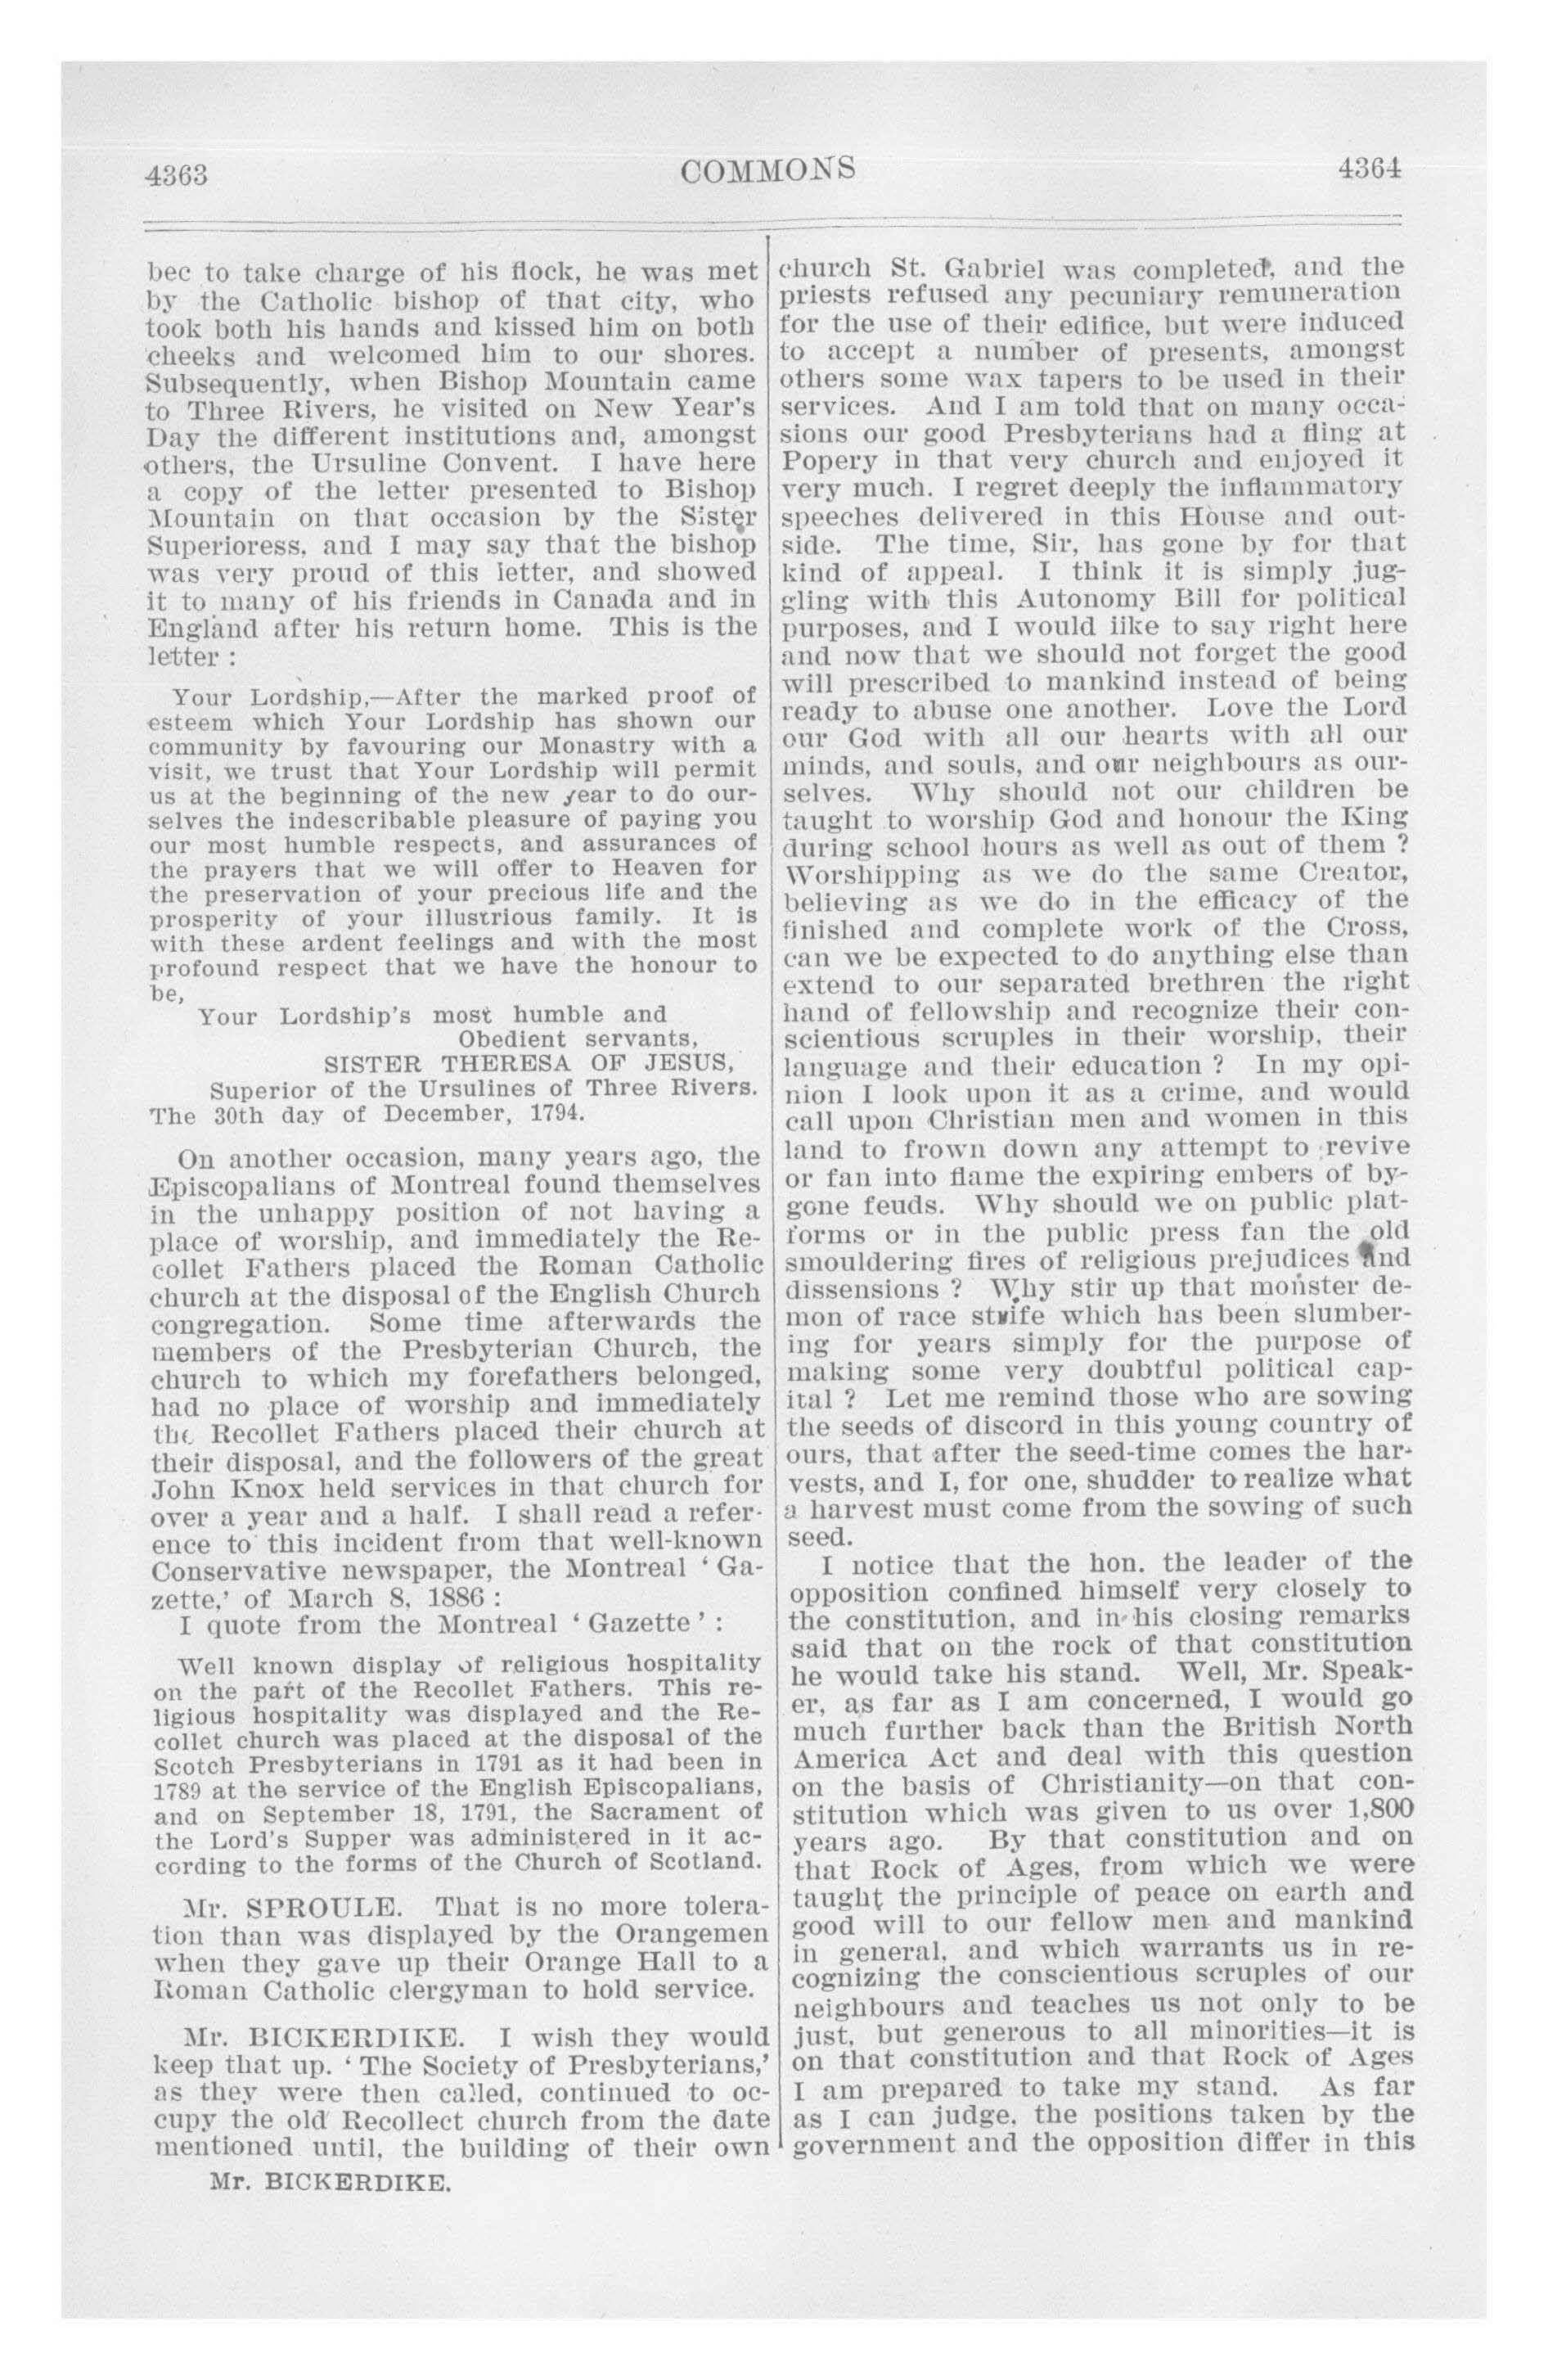 4363
COMMONS
4364
bec to take charge of his flock, he was met
by the Catholic bishop of that city, who
took both his hands and kissed him on both
cheeks and welcomed him to our shores.
Subsequently, when Bishop Mountain came
to Three Rivers, he visited on New Year's
Day the different institutions and, amongst
others, the Ursuline Convent. I have here
a copy of the letter presented to Bishop
Mountain on that occasion by the Sister
Superioress, and I may say that the bishop
was very proud of this letter, and showed
it to many of his friends in Canada and in
England after his return home. This is the
letter :
Your Lordship,—After the marked proof of
esteem which Your Lordship has shown our
community by favouring our Monastry with a
visit, we trust that Your Lordship will permit
us at the beginning of the new year to do our-
selves the indescribable pleasure of paying you
our most humble respects, and assurances of
the prayers that we will offer to Heaven for
the preservation of your precious life and the
prosperity of your illustrious family. It is
with these ardent feelings and with the most
profound respect that we have the honour to
be,
Your Lordship's most humble and
Obedient servants,
SISTER THERESA OF JESUS,
Superior of the Ursulines of Three Rivers.
The 30th day of December, 1794.
On another occasion, many years ago, the
Episcopalians of Montreal found themselves
in the unhappy position of not having a
place of worship, and immediately the Re-
collet Fathers placed the Roman Catholic
church at the disposal of the English Church
congregation. Some time afterwards the
members of the Presbyterian Church, the
church to which my forefathers belonged,
had no place of worship and immediately
the Recollet Fathers placed their church at
their disposal, and the followers of the great
John Knox held services in that church for
over a year and a half. I shall read a refer-
ence to this incident from that well-known
Conservative newspaper, the Montreal ' Ga-
zette,' of March 8, 1886 :
I quote from the Montreal ' Gazette ' :
Well known display of religious hospitality
on the part of the Recollet Fathers. This re-
ligious hospitality was displayed and the Re-
collet church was placed at the disposal of the
Scotch Presbyterians in 1791 as it had been in
1789 at the service of the English Episcopalians,
and on September 18, 1791, the Sacrament of
the Lord's Supper was administered in it ac-
cording to the forms of the Church of Scotland.
Mr. SPROULE. That is no more tolera-
tion than was displayed by the Orangemen
when they gave up their Orange Hall to a
Roman Catholic clergyman to hold service.
Mr. BICKERDIKE. I wish they would
keep that up. ' The Society of Presbyterians,'
as they were then called, continued to oc-
cupy the old Recollect church from the date
mentioned until, the building of their own
Mr. BICKERDIKE.
church St. Gabriel was completed, and the
priests refused any pecuniary remuneration
for the use of their edifice, but were induced
to accept a number of presents, amongst
others some wax tapers to be used in their
services. And I am told that on many occa-
sions our good Presbyterians had a fling at
Popery in that very church and enjoyed it
very much. I regret deeply the inflammatory
speeches delivered in this House and out-
side. The time, Sir, has gone by for that
kind of appeal. I think it is simply jug-
gling with this Autonomy Bill for political
purposes, and I would like to say right here
and now that we should not forget the good
will prescribed to mankind instead of being
ready to abuse one another. Love the Lord
our God with all our hearts with all our
minds, and souls, and our neighbours as our-
selves. Why should not our children be
taught to worship God and honour the King
during school hours as well as out of them ?
Worshipping as we do the same Creator,
believing as we do in the efficacy of the
finished and complete work of the Cross,
can we be expected to do anything else than
extend to our separated brethren the right
hand of fellowship and recognize their con-
scientious scruples in their worship, their
language and their education ? In my opi-
nion I look upon it as a crime, and would
call upon Christian men and women in this
land to frown down any attempt to revive
or fan into flame the expiring embers of by-
gone feuds. Why should we on public plat-
forms or in the public press fan the old
smouldering fires of religious prejudices and
dissensions ? Why stir up that monster de-
mon of race strife which has been slumber-
ing for years simply for the purpose of
making some very doubtful political cap-
ital ? Let me remind those who are sowing
the seeds of discord in this young country of
ours, that after the seed-time comes the har-
vests, and I, for one, shudder to realize what
a harvest must come from the sowing of such
seed.
I notice that the hon. the leader of the
opposition confined himself very closely to
the constitution, and in his closing remarks
said that on the rock of that constitution
he would take his stand. Well, Mr. Speak-
er, as far as I am concerned, I would go
much further back than the British North
America Act and deal with this question
on the basis of Christianity—on that con-
stitution which was given to us over 1,800
years ago. By that constitution and on
that Rock of Ages, from which we were
taught the principle of peace on earth and
good will to our fellow men and mankind
in general, and which warrants us in re-
cognizing the conscientious scruples of our
neighbours and teaches us not only to be
just, but generous to all minorities—it is
on that constitution and that Rock of Ages
I am prepared to take my stand. As far
as I can judge, the positions taken by the
government and the opposition differ in this